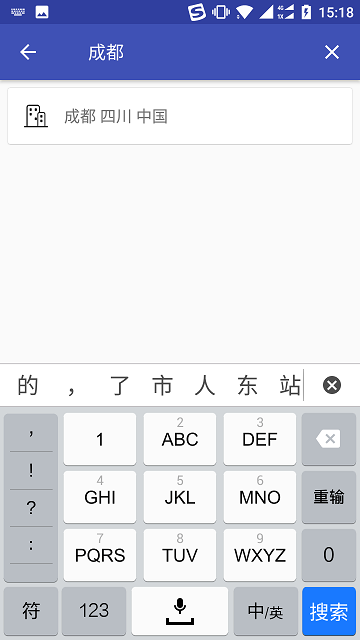 15:18
成都
成都 四川 中国
的 ， 了 市 人 东 站
， 1 2 ABC 3 DEF
! 4 GHI 5 JKL 6 MNO 重输
?
: 7 PQRS 8 TUV 9 WXYZ 0
符 123 中/英 搜索